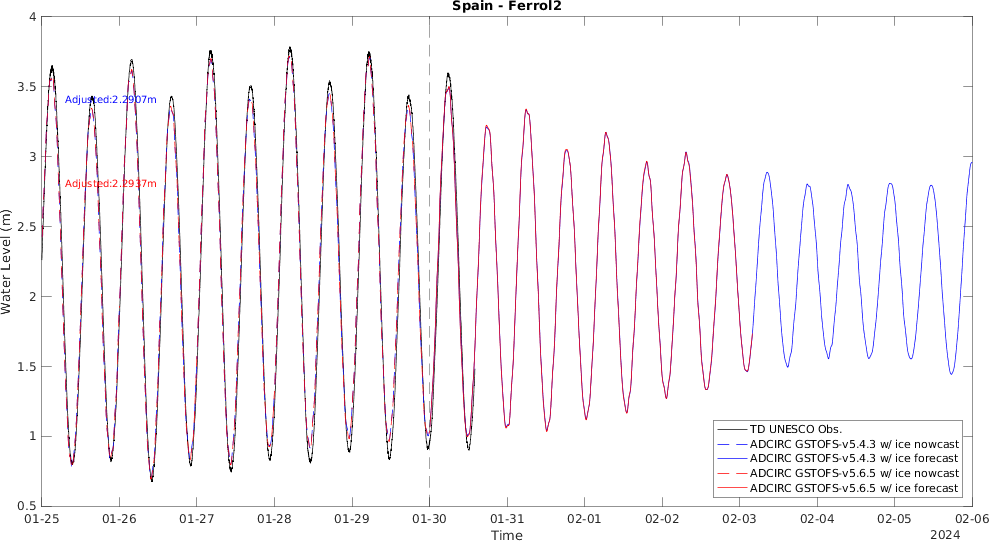 Spain - Ferrol2
Water Level (m)
4
3.5
3
2.5
2
1.5
1
0.5
Adjusted:2.2907m
Adjusted:2.2937m
TD UNESCO Obs.
ADCIRC GSTOFS-v5.4.3 w/ ice nowcast
ADCIRC GSTOFS-v5.4.3 w/ ice forecast
ADCIRC GSTOFS-v5.6.5 w/ ice nowcast
ADCIRC GSTOFS-v5.6.5 w/ ice forecast
01-25 01-26 01-27 01-28 01-29 01-30 01-31 02-01 02-02 02-03 02-04 02-05 02-06
Time
2024